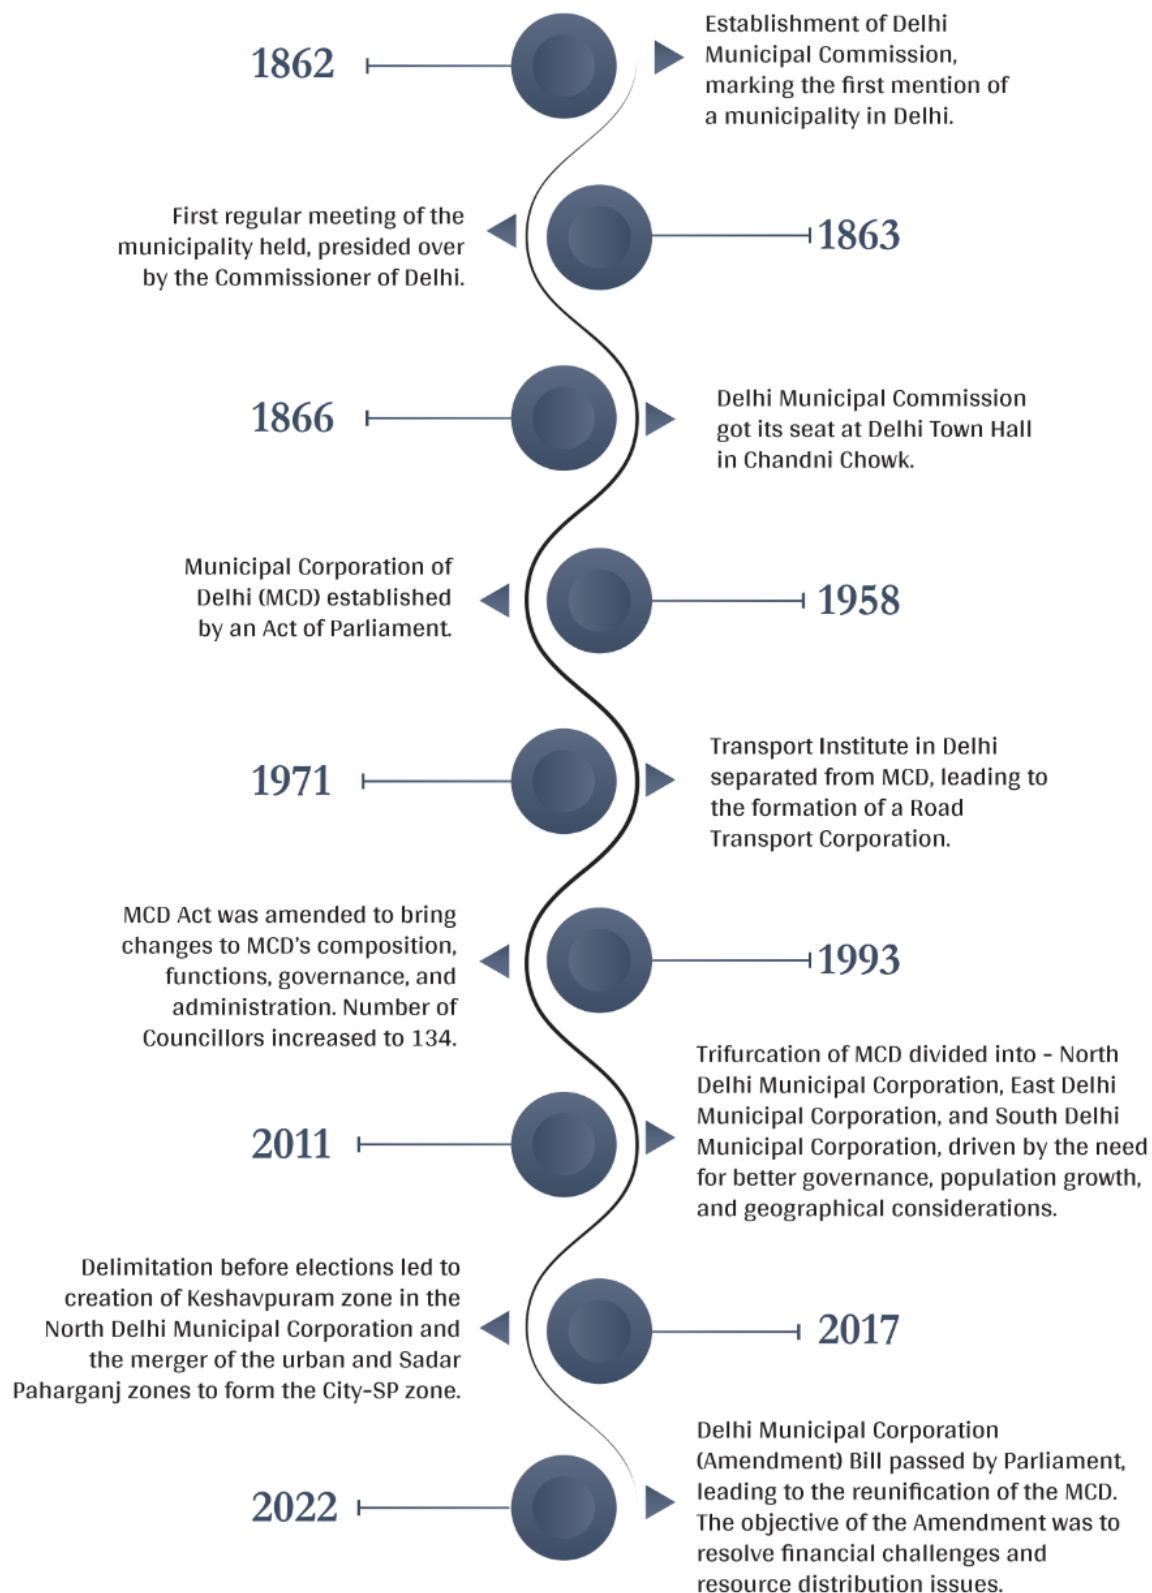 1862
Establishment of Delhi
Municipal Commission,
marking the first mention of
a municipality in Delhi.
First regular meeting of the
municipality held, presided over
by the Commissioner of Delhi.
1863
1866
Delhi Municipal Commission
got its seat at Delhi Town Hall
in Chandni Chowk.
Municipal Corporation of
Delhi (MCD) established
by an Act of Parliament.
1958
1971
Transport Institute in Delhi
separated from MCD, leading to
the formation of a Road
Transport Corporation.
MCD Act was amended to bring
changes to MCD's composition,
functions, governance, and
administration. Number of
Councillors increased to 134.
1993
2011
Trifurcation of MCD divided into - North
Delhi Municipal Corporation, East Delhi
Municipal Corporation, and South Delhi
Municipal Corporation, driven by the need
for better governance, population growth,
and geographical considerations.
Delimitation before elections led to
creation of Keshavpuram zone in the
North Delhi Municipal Corporation and
the merger of the urban and Sadar
Paharganj zones to form the City-SP zone.
2017
2022
Delhi Municipal Corporation
(Amendment) Bill passed by Parliament,
leading to the reunification of the MCD.
The objective of the Amendment was to
resolve financial challenges and
resource distribution issues.